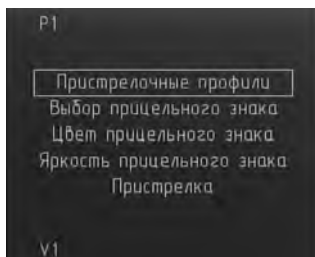 P1
Пристрелочные профили
Выбор прицельного знака
Цвет прицельного знака
Яркость прицельного знака
Пристрелка
V1